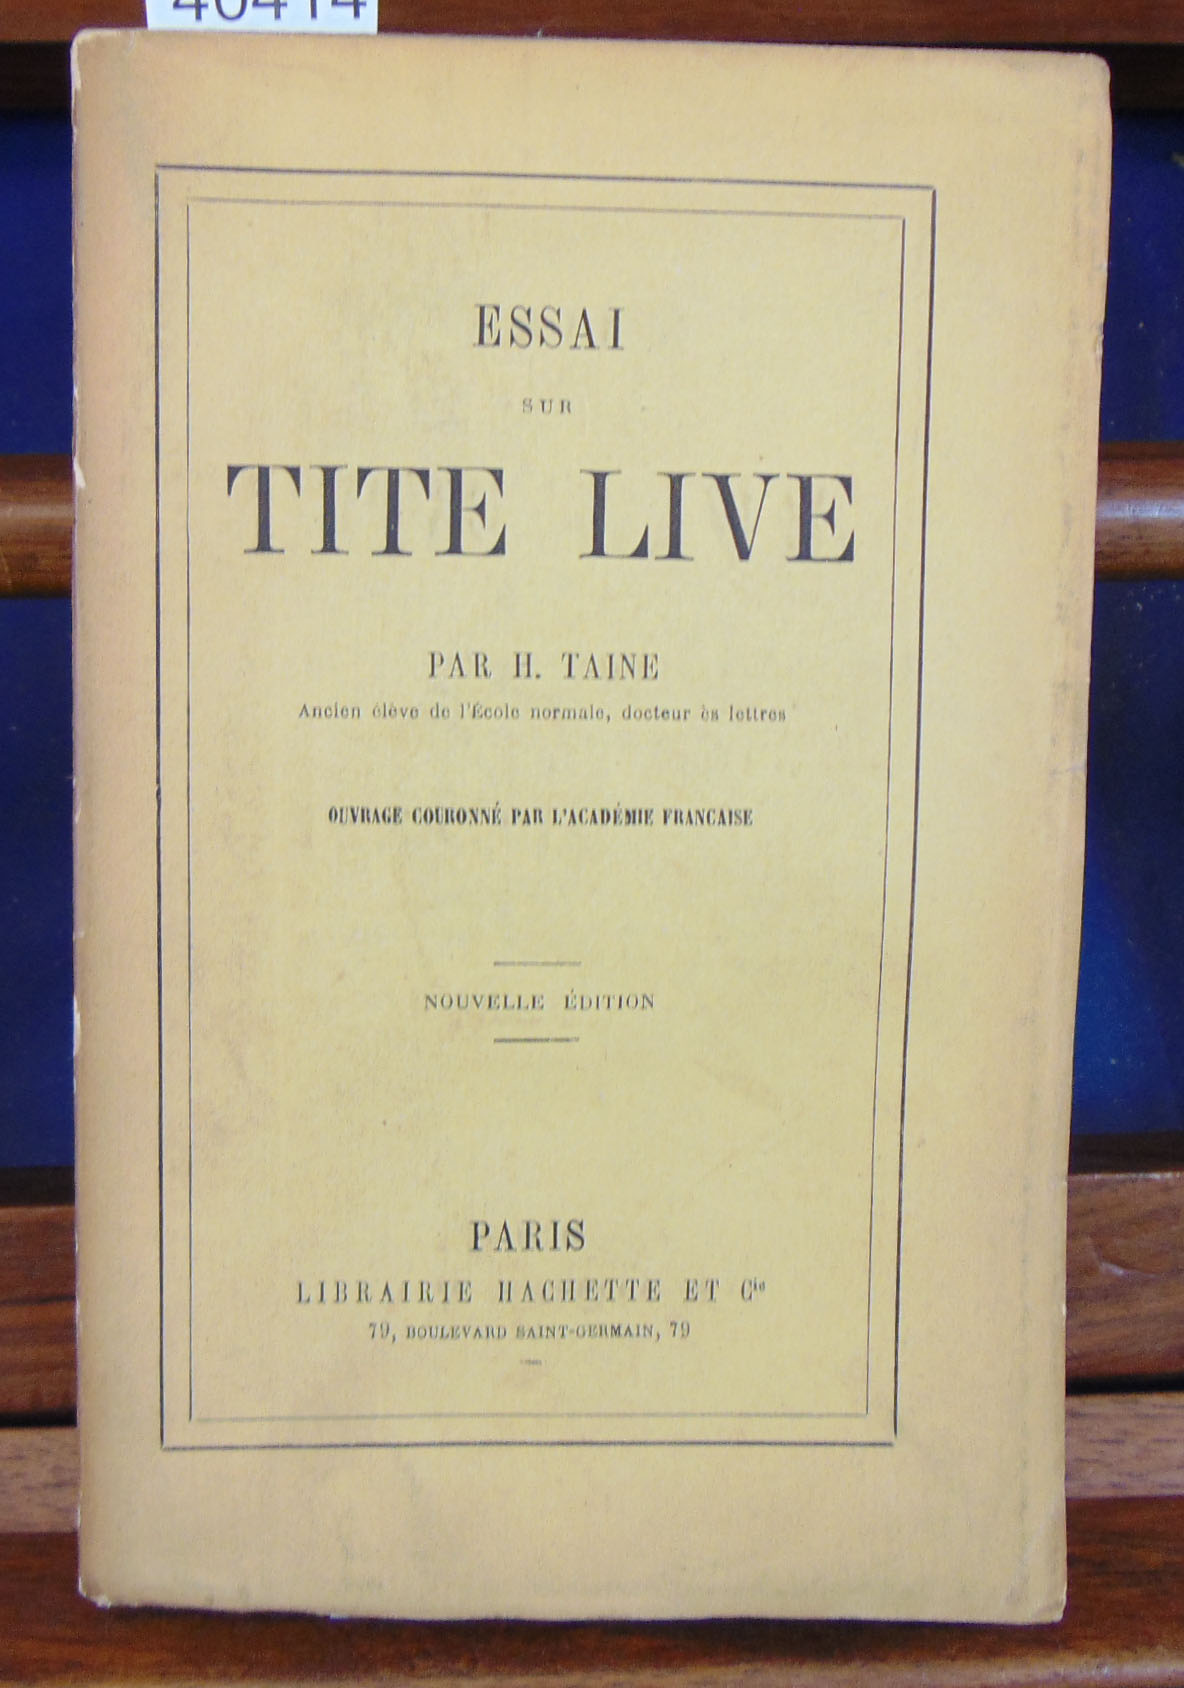 ESSAI
SUR
TITE LIVE
PAR H. TAINE
Ancien élève de l'École normale, docteur ès lettres
OUVRAGE COURONNÉ PAR L'ACADÉMIE FRANCAISE
NOUVELLE ÉDITION
PARIS
LIBRAIRIE HACHETTE ET Cie
79, BOULEVARD SAINT-GERMAIN, 79